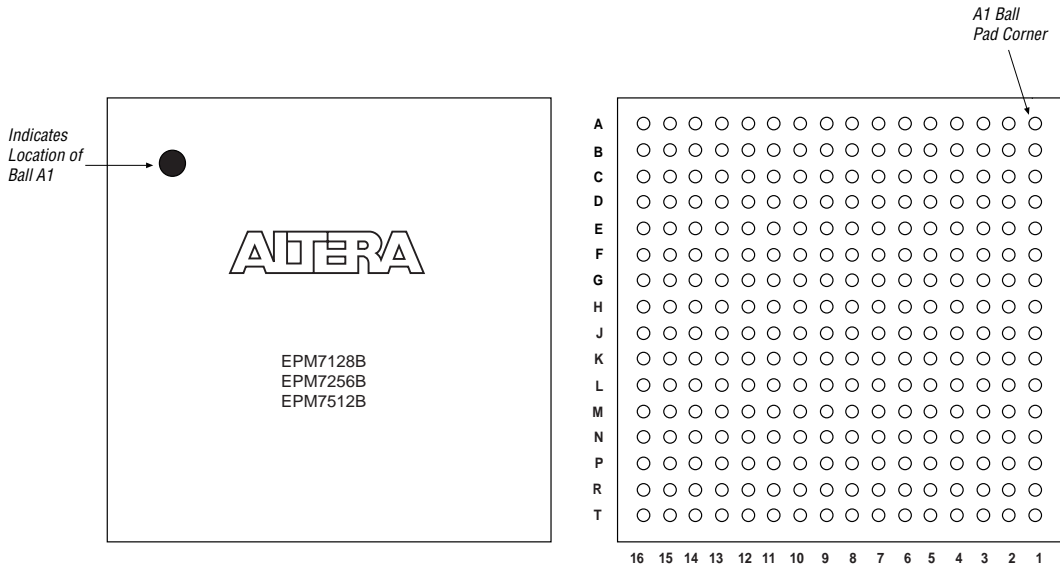 A1 Ball
Pad Corner
Indicates
Location of
Ball A1
ALTERA
EPM7128B
EPM7256B
EPM7512B
A
B
C
D
E
F
G
H
J
K
L
M
N
P
R
T
16 15 14 13 12 11 10 9 8 7 6 5 4 3 2 1